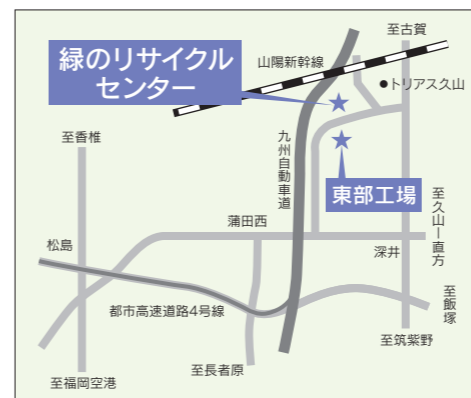 至古賀
緑のリサイクル
センター
山陽新幹線
●トリアス久山
至香椎
九州自動車道
東部工場
至久山ー直方
蒲田西
松島
深井
至飯塚
都市高速道路4号線
至筑紫野
至長者原
至福岡空港